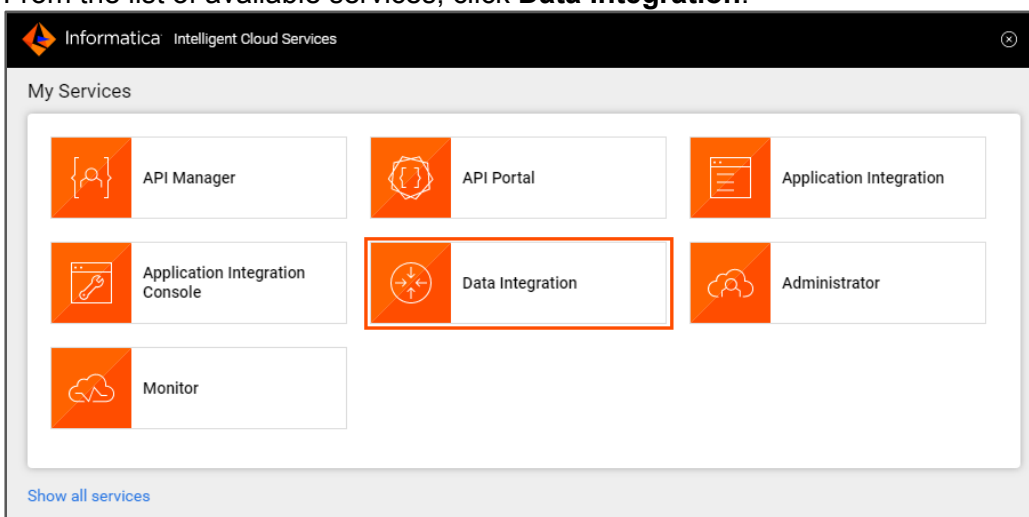 From the list of available services, click Data Integration.
Informatica Intelligent Cloud Services
My Services
API Manager
API Portal
Application Integration
Application Integration
Console
Data Integration
Administrator
Monitor
Show all services